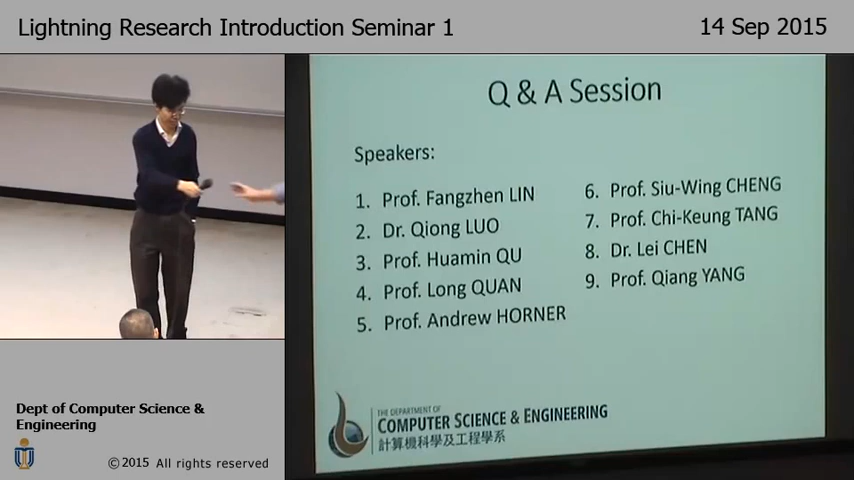 Lightning Research Introduction Seminar 1
14 Sep 2015
Q & A Session
Speakers:
1. Prof. Fangzhen LIN
2. Dr. Qiong LUO
3. Prof. Huamin QU
4. Prof. Long QUAN
5. Prof. Andrew HORNER
6. Prof. Siu-Wing CHENG
7. Prof. Chi-Keung TANG
8. Dr. Lei CHEN
9. Prof. Qiang YANG
THE DEPARTMENT OF
COMPUTER SCIENCE & ENGINEERING
計算機科學及工程學系
Dept of Computer Science &
Engineering
©2015 All rights reserved